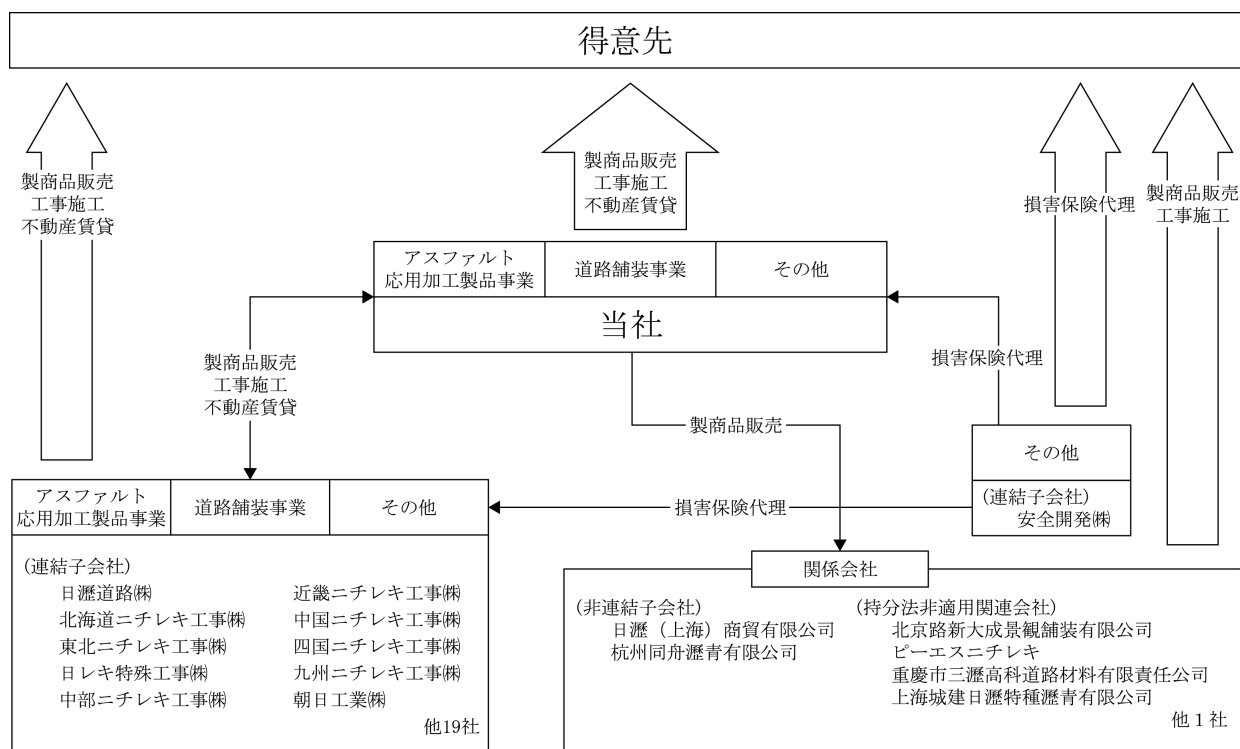 得意先
製商品販売
工事施工
不動産賃貸
製商品販売
工事施工
不動産賃貸
損害保険代理
製商品販売
工事施工
アスファルト
応用加工製品事業
道路舗装事業
その他
当社
製商品販売
工事施工
不動産賃貸
損害保険代理
製商品販売
その他
(連結子会社)
安全開発㈱
アスファルト
応用加工製品事業
道路舗装事業
その他
損害保険代理
(連結子会社)
日瀝道路㈱
北海道ニチレキ工事㈱
東北ニチレキ工事㈱
日レキ特殊工事㈱
中部ニチレキ工事㈱
近畿ニチレキ工事㈱
中国ニチレキ工事㈱
四国ニチレキ工事㈱
九州ニチレキ工事㈱
朝日工業㈱
他19社
関係会社
(非連結子会社)
日瀝（上海）商貿有限公司
杭州同舟瀝青有限公司
(持分法非適用関連会社)
北京路新大成景観舗装有限公司
ピーエスニチレキ
重慶市三瀝高科道路材料有限責任公司
上海城建日瀝特種瀝青有限公司
他１社